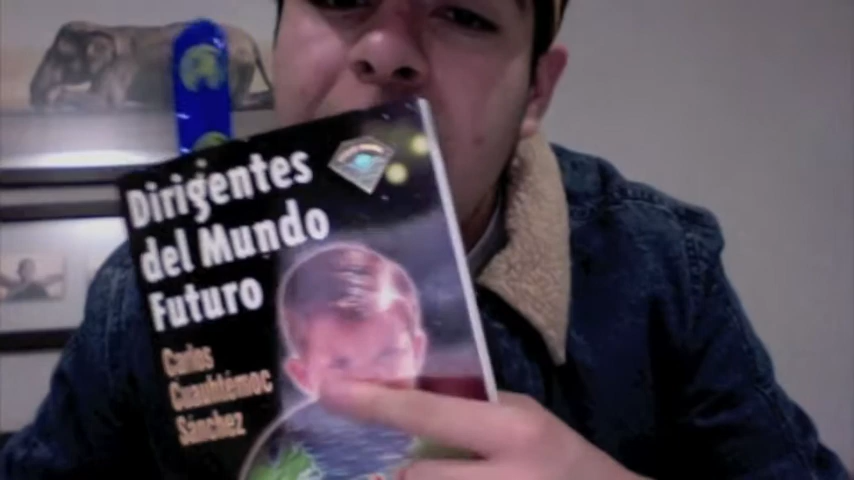 Dirigentes
del Mundo
Futuro
Carlos
Cuauhtémoc
Sánchez